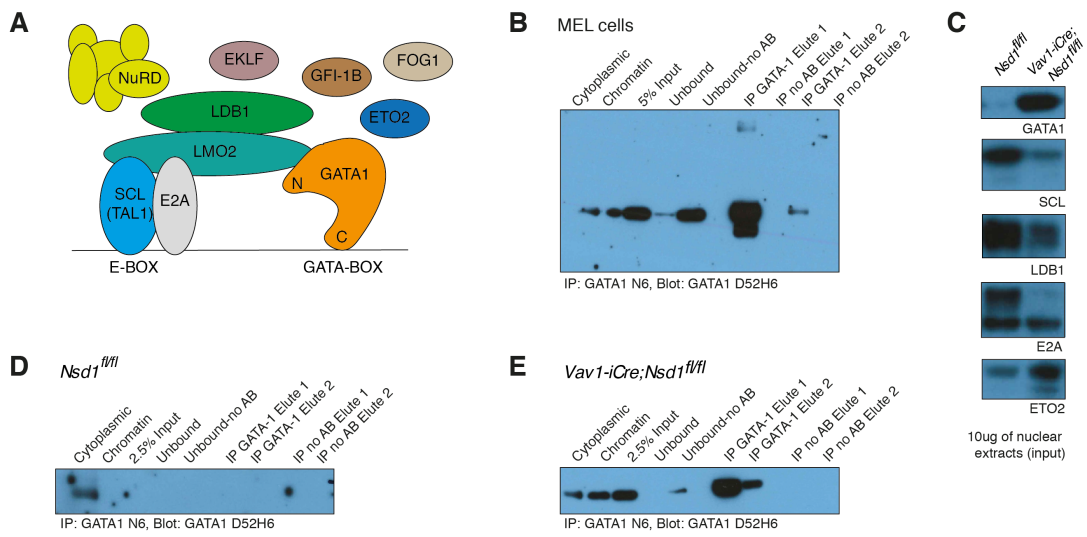 A
NuRD
EKLF
GFI-1B
FOG1
LDB1
ETO2
LMO2
SCL
(TAL1)
E2A
N
GATA1
C
E-BOX
GATA-BOX
B
MEL cells
Cytoplasmic
Chromatin
5% Input
Unbound
Unbound-no AB
IP GATA-1 Elute 1
IP no AB Elute 1
IP GATA-1 Elute 2
IP no AB Elute 2
IP: GATA1 N6, Blot: GATA1 D52H6
C
Nsd1fl/fl
Vav1-iCre;
Nsd1fl/fl
GATA1
SCL
LDB1
E2A
ETO2
10ug of nuclear
extracts (input)
D
Nsd1fl/fl
Cytoplasmic
Chromatin
2.5% Input
Unbound
Unbound-no AB
IP GATA-1 Elute 1
IP GATA-1 Elute 2
IP no AB Elute 1
IP no AB Elute 2
IP: GATA1 N6, Blot: GATA1 D52H6
E
Vav1-iCre;Nsd1fl/fl
Cytoplasmic
Chromatin
2.5% Input
Unbound
Unbound-no AB
IP GATA-1 Elute 1
IP GATA-1 Elute 2
IP no AB Elute 1
IP no AB Elute 2
IP: GATA1 N6, Blot: GATA1 D52H6